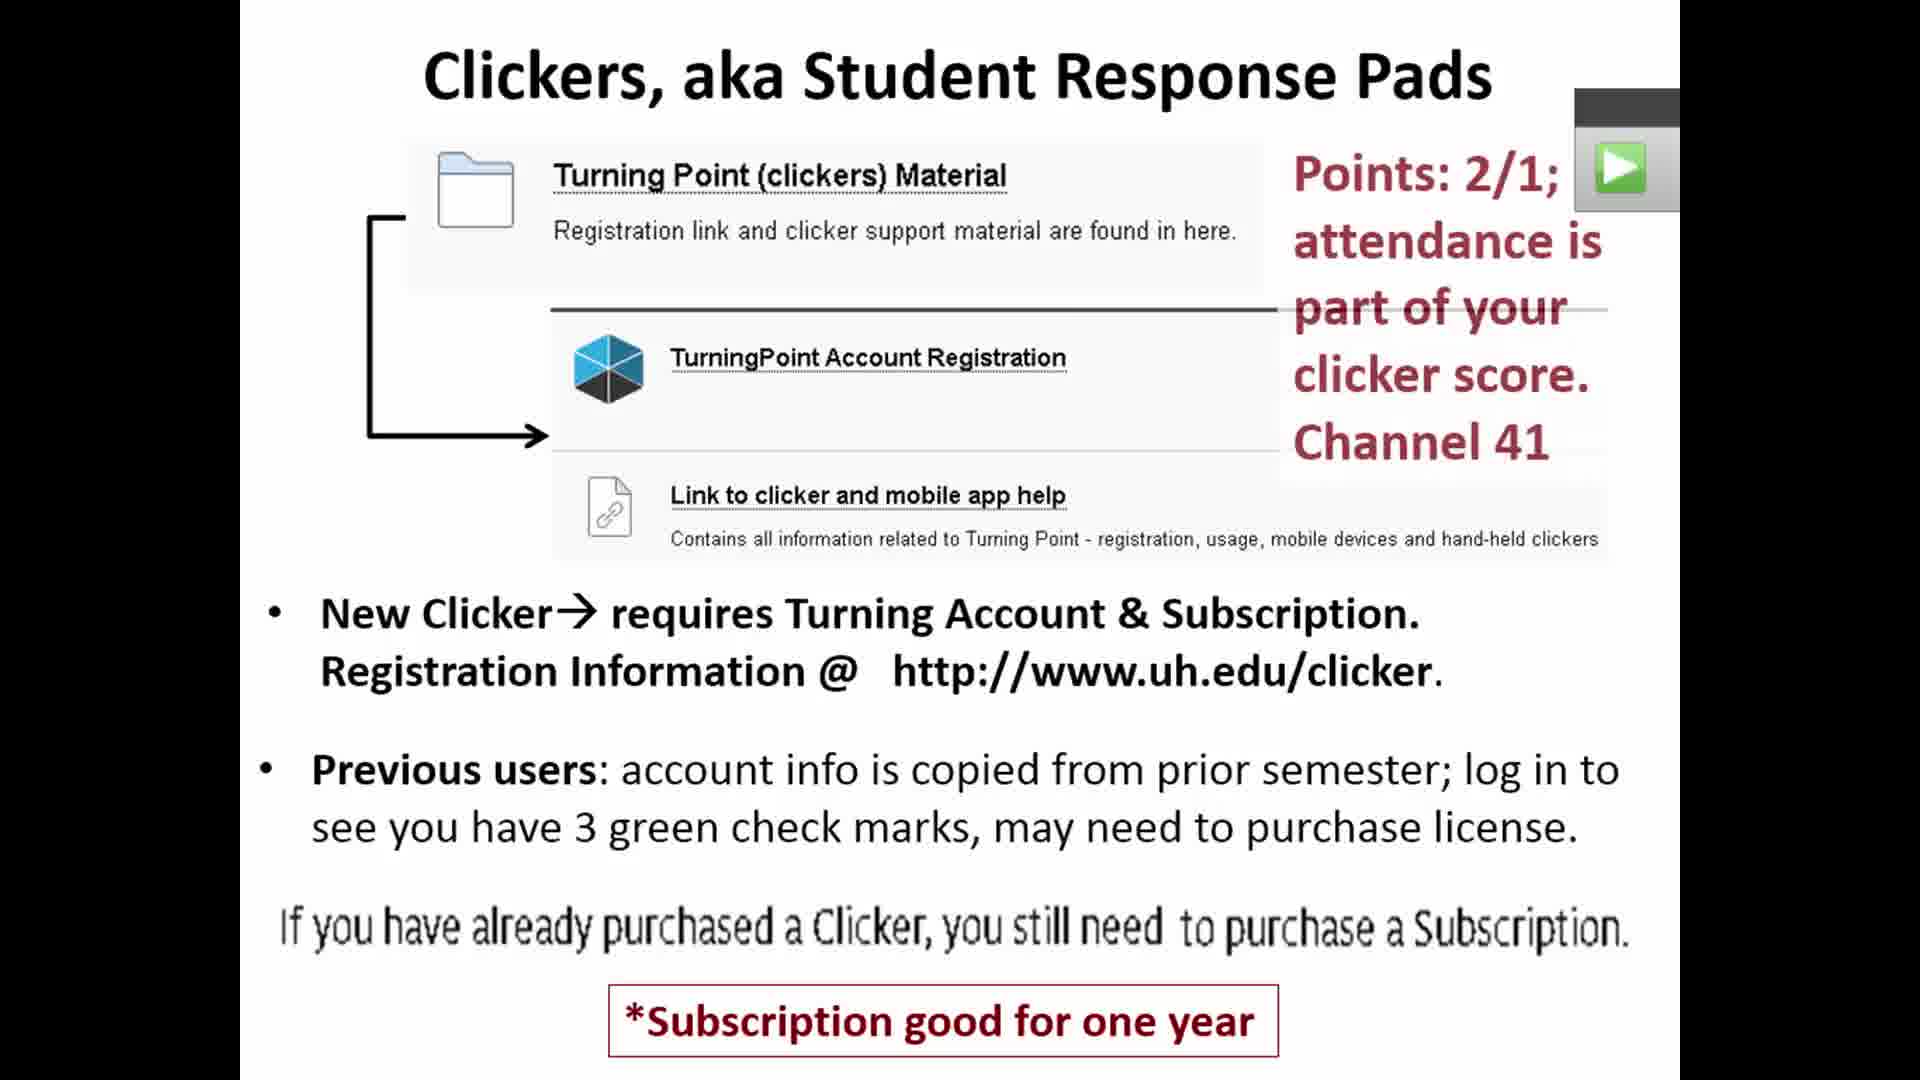 Clickers, aka Student Response Pads
Turning Point (clickers) Material
Registration link and clicker support material are found in here.
Points: 2/1;
attendance is
part of your
clicker score.
Channel 41
TurningPoint Account Registration
Link to clicker and mobile app help
Contains all information related to Turning Point - registration, usage, mobile devices and hand-held clickers
• New Clicker→ requires Turning Account & Subscription.
Registration Information @ http://www.uh.edu/clicker.
• Previous users: account info is copied from prior semester; log in to
see you have 3 green check marks, may need to purchase license.
If you have already purchased a Clicker, you still need to purchase a Subscription.
*Subscription good for one year